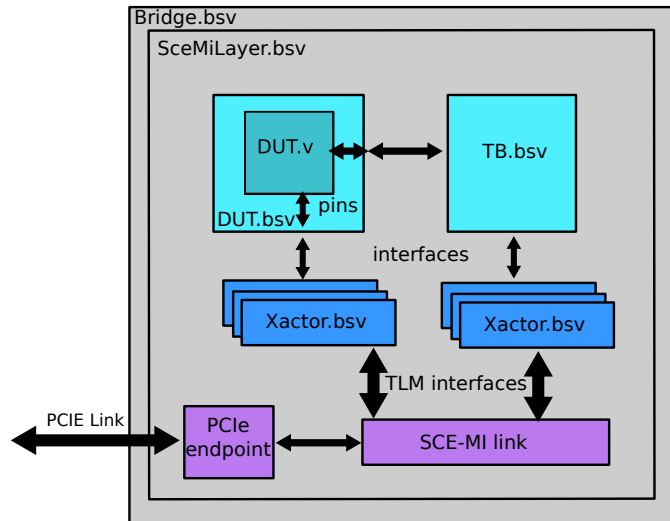 Bridge.bsv
SceMiLayer.bsv
DUT.v
TB.bsv
pins
DUT.bsv
interfaces
Xactor.bsv
Xactor.bsv
TLM interfaces
PCIE Link
PCIe
endpoint
SCE-MI link